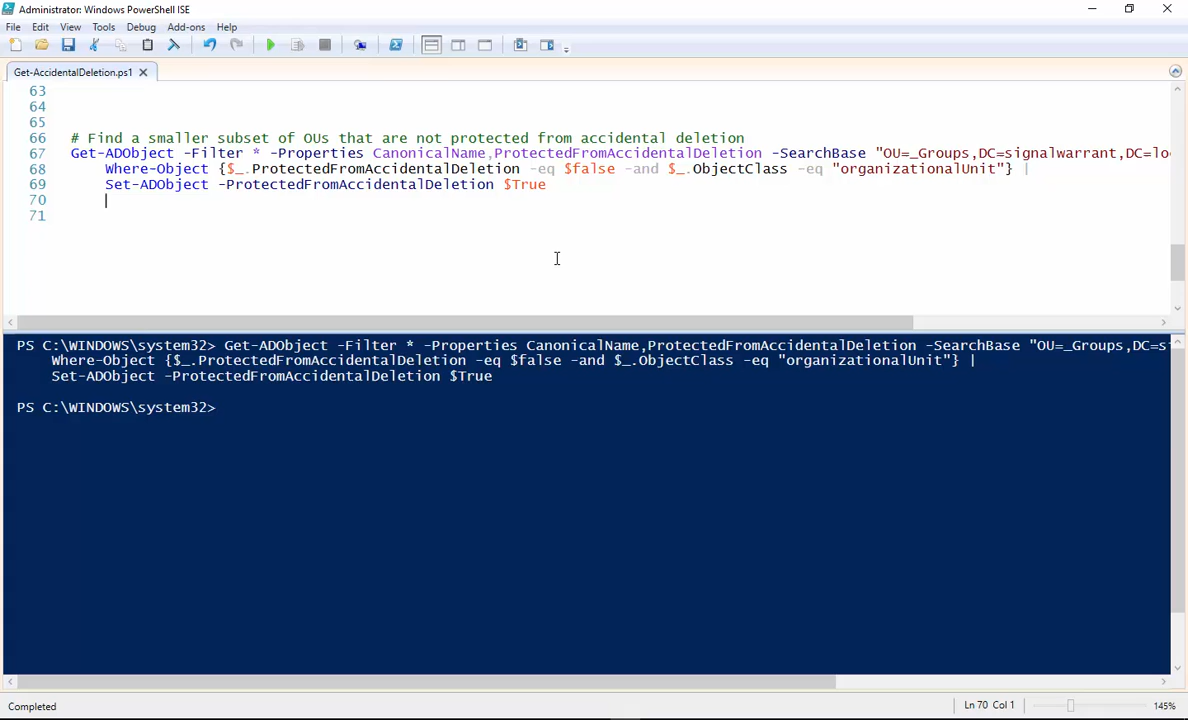 Administrator: Windows PowerShell ISE
File Edit View Tools Debug Add-ons Help
Get-AccidentalDeletion.ps1
63
64
65
66 # Find a smaller subset of OUs that are not protected from accidental deletion
67 Get-ADObject -Filter * -Properties CanonicalName,ProtectedFromAccidentalDeletion -SearchBase "OU=_Groups,DC=signalwarrant,DC=lo
68 Where-Object {$_.ProtectedFromAccidentalDeletion -eq $false -and $_.ObjectClass -eq "organizationalUnit"} |
69 Set-ADObject -ProtectedFromAccidentalDeletion $True
70
71
PS C:\WINDOWS\system32> Get-ADObject -Filter * -Properties CanonicalName,ProtectedFromAccidentalDeletion -SearchBase "OU=_Groups,DC=s
Where-Object {$_.ProtectedFromAccidentalDeletion -eq $false -and $_.ObjectClass -eq "organizationalUnit"} |
Set-ADObject -ProtectedFromAccidentalDeletion $True
PS C:\WINDOWS\system32>
Completed Ln 70 Col 1 145%